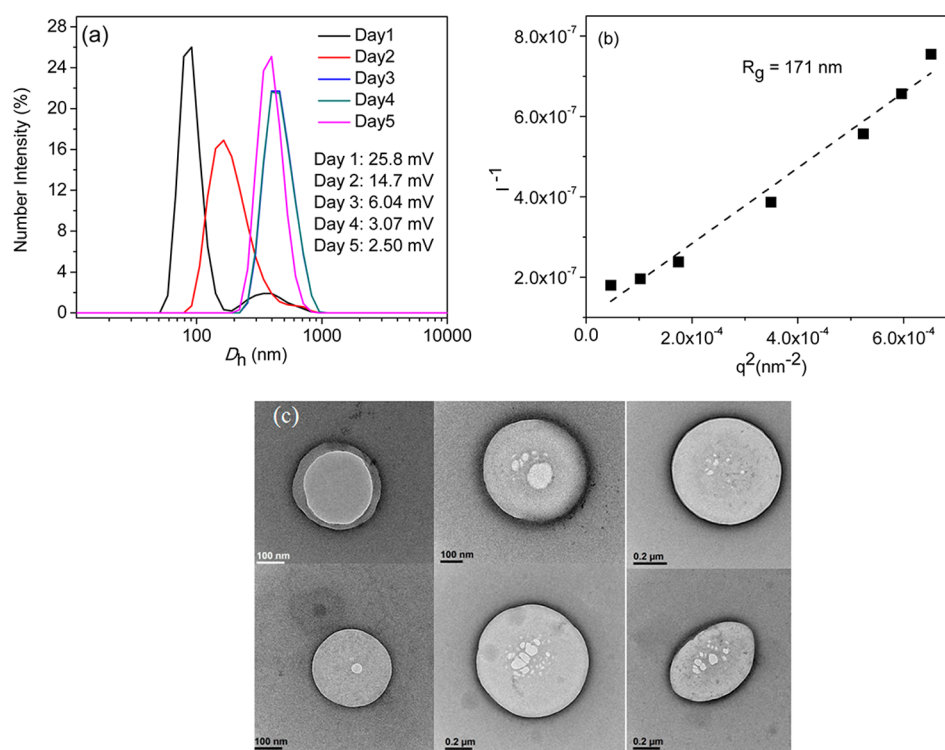 (a)
28
24
20
16
12
8
4
0
Number Intensity (%)
100
1000
10000
Dh (nm)
Day1
Day2
Day3
Day4
Day5
Day 1: 25.8 mV
Day 2: 14.7 mV
Day 3: 6.04 mV
Day 4: 3.07 mV
Day 5: 2.50 mV
(b)
Rg = 171 nm
8.0x10-7
6.0x10-7
4.0x10-7
2.0x10-7
I-1
0.0
2.0x10-4
4.0x10-4
6.0x10-4
q2(nm-2)
(c)
100 nm
100 nm
0.2 µm
100 nm
0.2 µm
0.2 µm